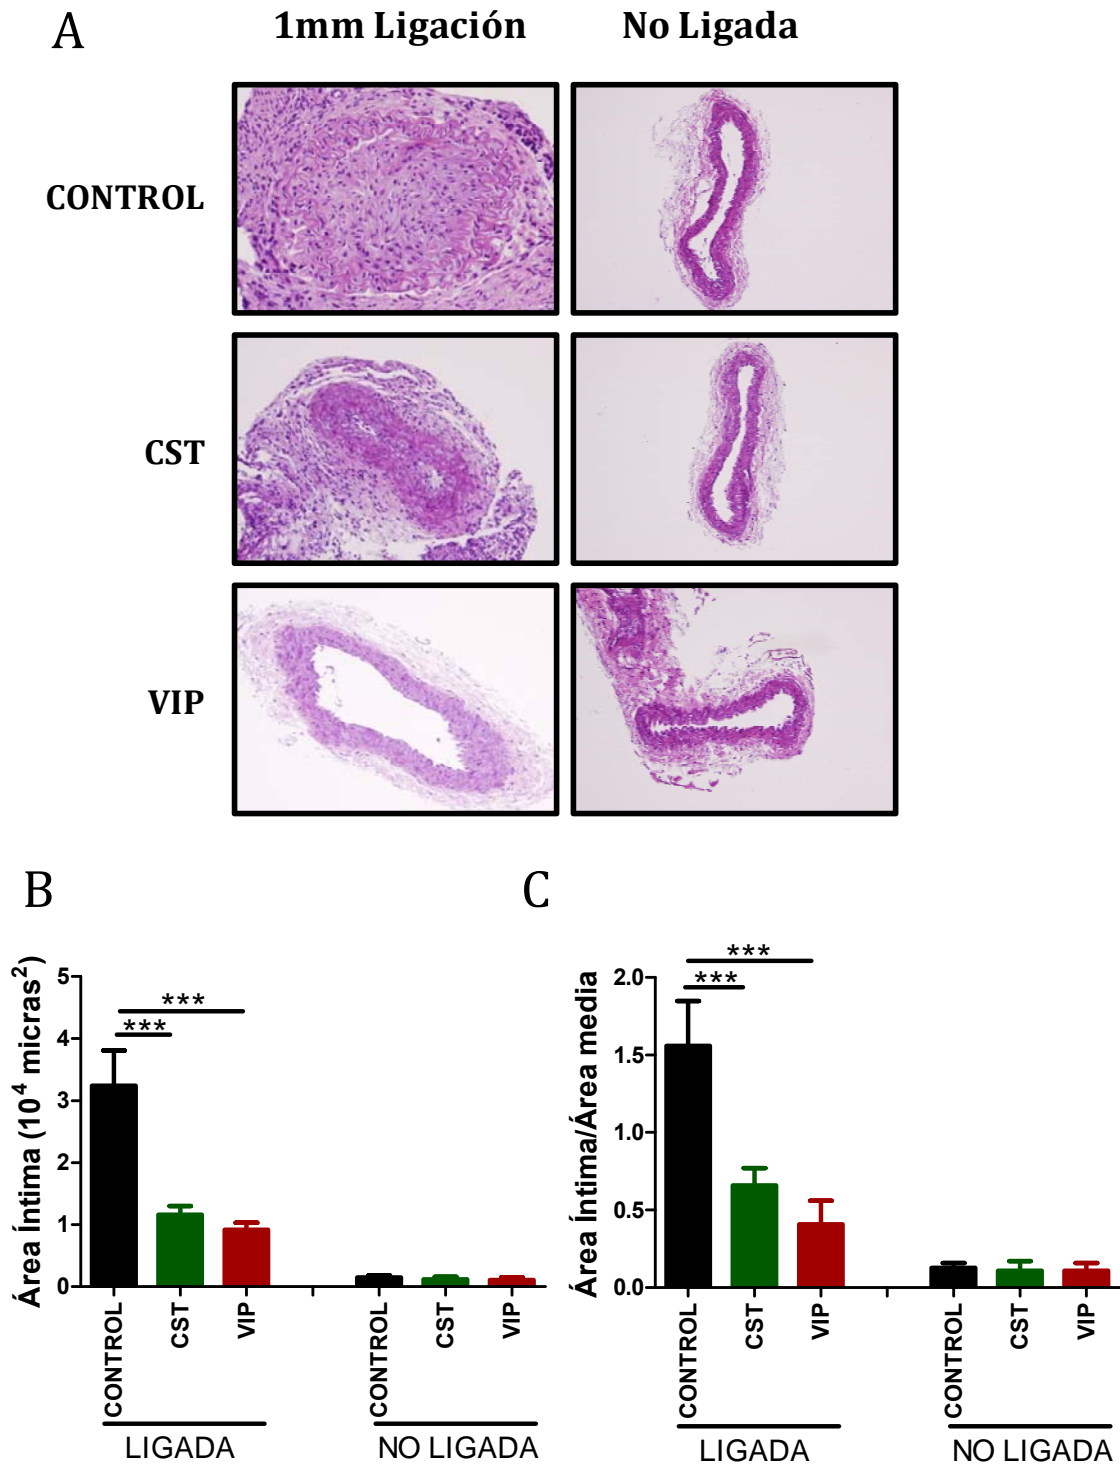 A
1mm Ligación
No Ligada
CONTROL
CST
VIP
B
Área Íntima (10⁴ micras²)
5
4
3
2
1
0
***
***
CONTROL
CST
VIP
CONTROL
CST
VIP
LIGADA
NO LIGADA
C
Área Íntima/Área media
2.0
1.5
1.0
0.5
0.0
***
***
CONTROL
CST
VIP
CONTROL
CST
VIP
LIGADA
NO LIGADA